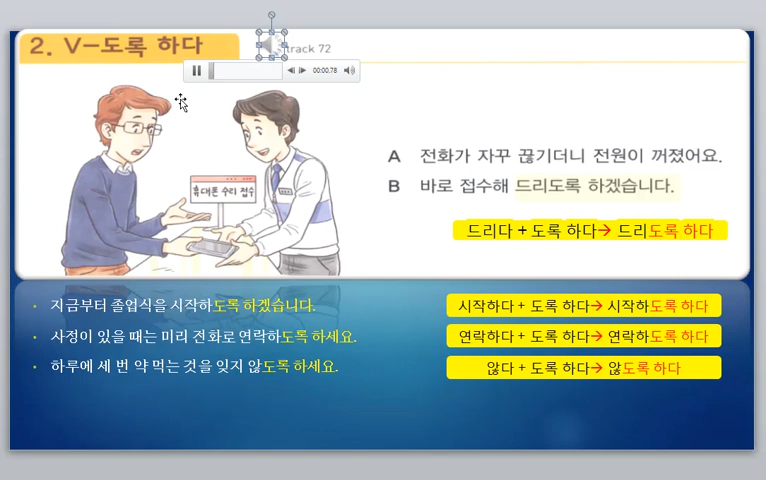 2. V-도록 하다
track 72
00:00.78
휴대폰 수리 접수
A 전화가 자꾸 끊기더니 전원이 꺼졌어요.
B 바로 접수해 드리도록 하겠습니다.
드리다 + 도록 하다→ 드리도록 하다
• 지금부터 졸업식을 시작하도록 하겠습니다.
시작하다 + 도록 하다→ 시작하도록 하다
• 사정이 있을 때는 미리 전화로 연락하도록 하세요.
연락하다 + 도록 하다→ 연락하도록 하다
• 하루에 세 번 약 먹는 것을 잊지 않도록 하세요.
않다 + 도록 하다→ 않도록 하다